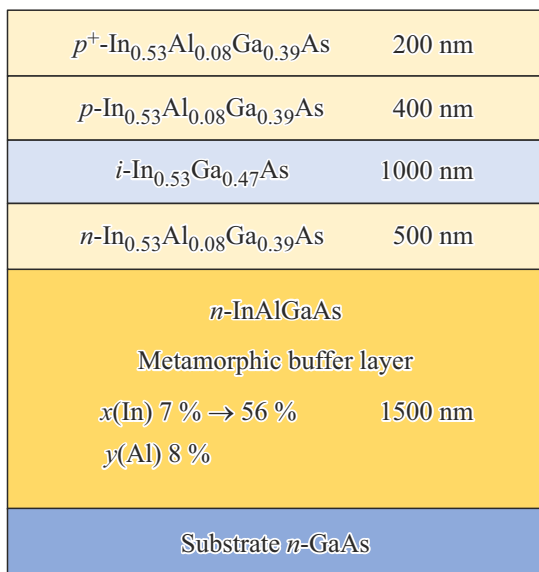 p⁺-In₀.₅₃Al₀.₀₈Ga₀.₃₉As 200 nm
p-In₀.₅₃Al₀.₀₈Ga₀.₃₉As 400 nm
i-In₀.₅₃Ga₀.₄₇As 1000 nm
n-In₀.₅₃Al₀.₀₈Ga₀.₃₉As 500 nm
n-InAlGaAs
Metamorphic buffer layer
x(In) 7 % → 56 % 1500 nm
y(Al) 8 %
Substrate n-GaAs